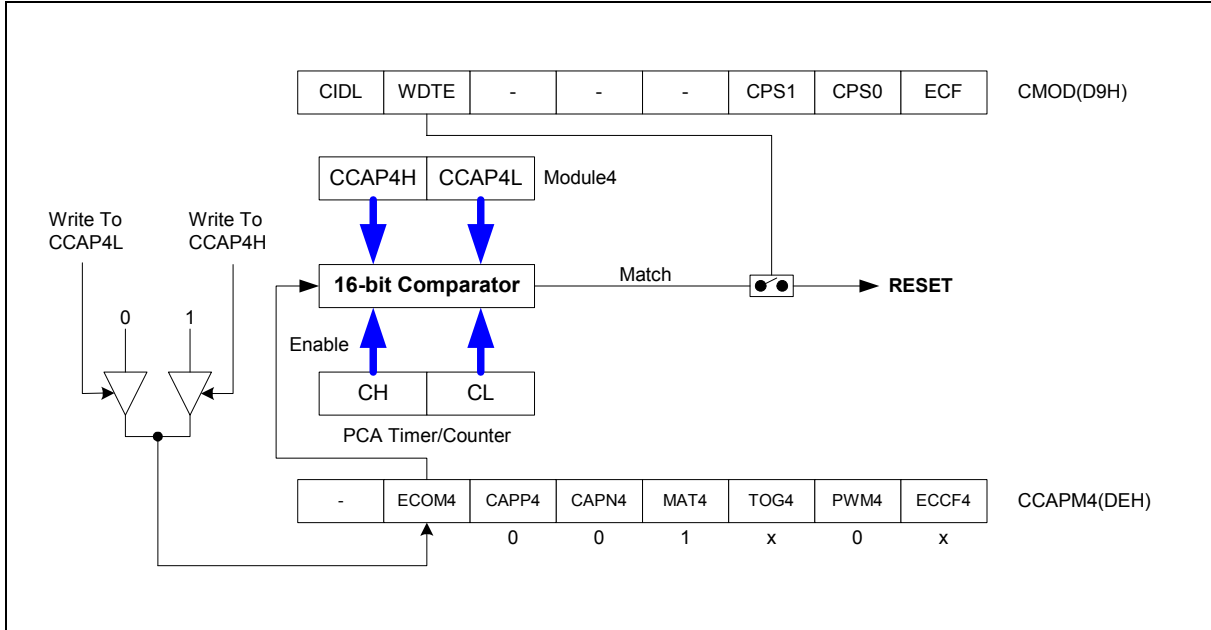 CIDL WDTE - - - CPS1 CPS0 ECF CMOD(D9H)
CCAP4H CCAP4L Module4
Write To
CCAP4L
Write To
CCAP4H
16-bit Comparator
Match
RESET
0 1
Enable
CH CL
PCA Timer/Counter
- ECOM4 CAPP4 CAPN4 MAT4 TOG4 PWM4 ECCF4 CCAPM4(DEH)
0 0 1 x 0 x